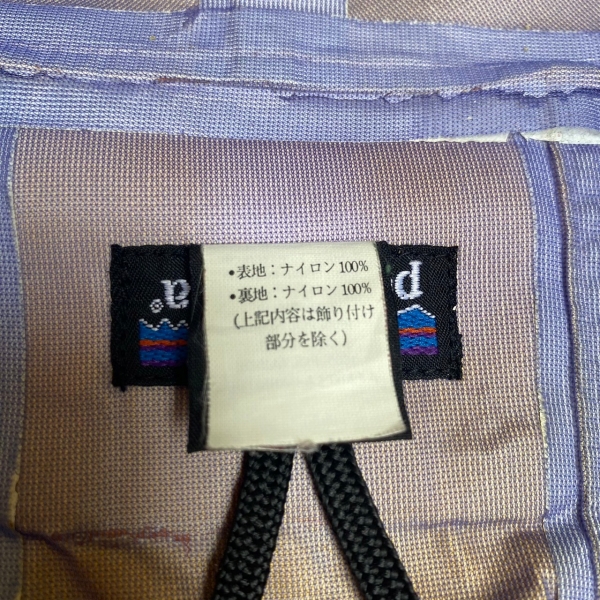 •表地：ナイロン100%
•裏地：ナイロン100%
(上記内容は飾り付け
部分を除く)
p a®